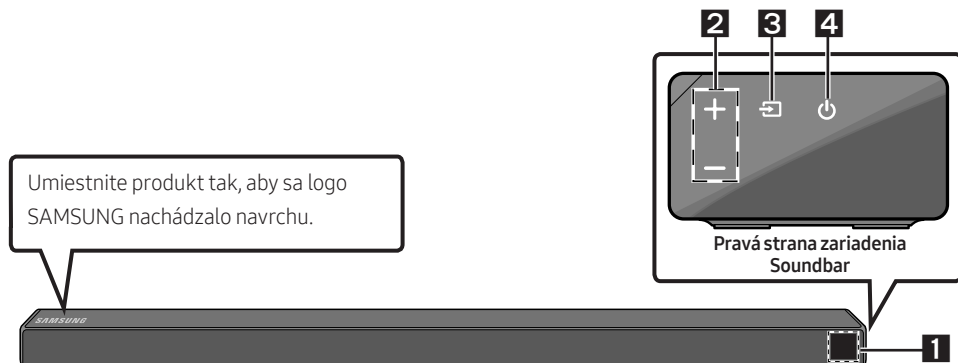 2 3 4
Umiestnite produkt tak, aby sa logo
SAMSUNG nachádzalo navrchu.
Pravá strana zariadenia
Soundbar
SAMSUNG
1